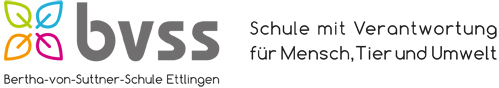 bvss
Bertha-von-Suttner-Schule Ettlingen
Schule mit Verantwortung
für Mensch, Tier und Umwelt